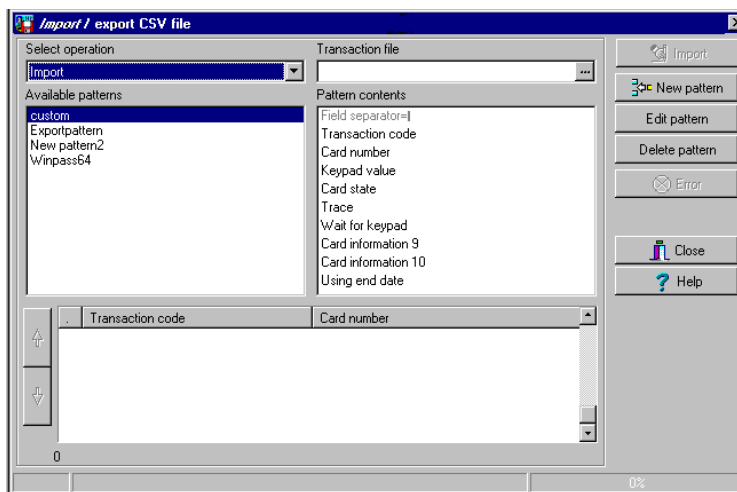 Import / export CSV file
Select operation
Import
Transaction file
...
Available patterns
custom
Exportpattern
New pattern2
Winpass64
Pattern contents
Field separator=|
Transaction code
Card number
Keypad value
Card state
Trace
Wait for keypad
Card information 9
Card information 10
Using end date
Import
New pattern
Edit pattern
Delete pattern
Error
Close
Help
. Transaction code Card number
0
0%